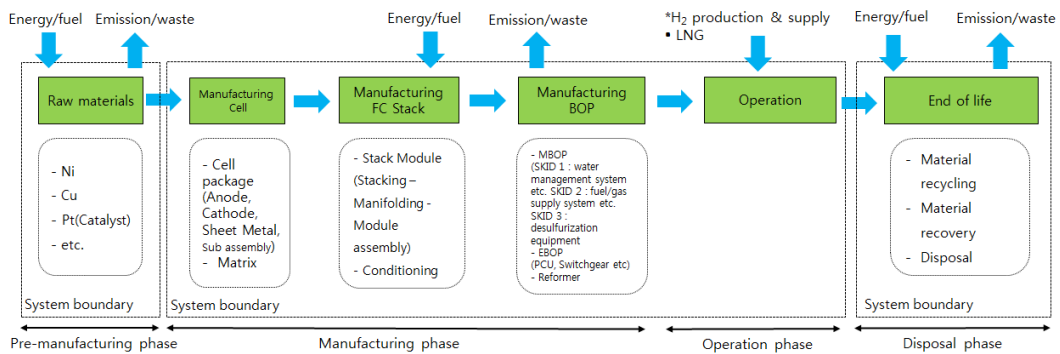 Energy/fuel
Emission/waste
Energy/fuel
Emission/waste
*H₂ production & supply
• LNG
Energy/fuel
Emission/waste
Raw materials
Manufacturing
Cell
Manufacturing
FC Stack
Manufacturing
BOP
Operation
End of life
- Ni
- Cu
- Pt(Catalyst)
- etc.
- Cell
package
(Anode,
Cathode,
Sheet Metal,
Sub assembly)
- Matrix
- Stack Module
(Stacking –
Manifolding -
Module
assembly)
- Conditioning
- MBOP
(SKID 1 : water
management system
etc. SKID 2 : fuel/gas
supply system etc.
SKID 3 :
desulfurization
equipment
- EBOP
(PCU, Switchgear etc)
- Reformer
- Material
recycling
- Material
recovery
- Disposal
System boundary
System boundary
System boundary
Pre-manufacturing phase
Manufacturing phase
Operation phase
Disposal phase